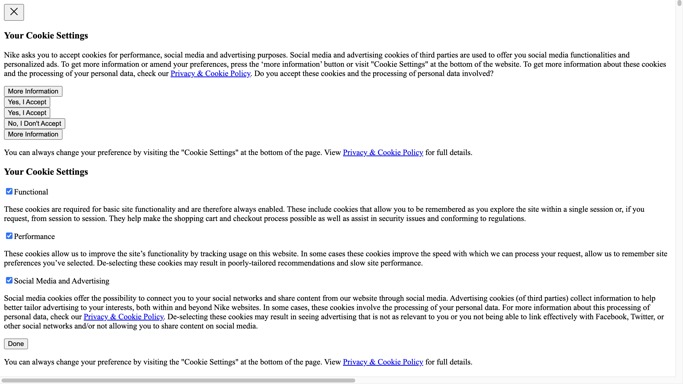 Your Cookie Settings
Nike asks you to accept cookies for performance, social media and advertising purposes. Social media and advertising cookies of third parties are used to offer you social media functionalities and
personalized ads. To get more information or amend your preferences, press the ‘more information’ button or visit "Cookie Settings" at the bottom of the website. To get more information about these cookies
and the processing of your personal data, check our Privacy & Cookie Policy. Do you accept these cookies and the processing of personal data involved?
More Information
Yes, I Accept
Yes, I Accept
No, I Don't Accept
More Information
You can always change your preference by visiting the "Cookie Settings" at the bottom of the page. View Privacy & Cookie Policy for full details.
Your Cookie Settings
Functional
These cookies are required for basic site functionality and are therefore always enabled. These include cookies that allow you to be remembered as you explore the site within a single session or, if you
request, from session to session. They help make the shopping cart and checkout process possible as well as assist in security issues and conforming to regulations.
Performance
These cookies allow us to improve the site’s functionality by tracking usage on this website. In some cases these cookies improve the speed with which we can process your request, allow us to remember site
preferences you’ve selected. De-selecting these cookies may result in poorly-tailored recommendations and slow site performance.
Social Media and Advertising
Social media cookies offer the possibility to connect you to your social networks and share content from our website through social media. Advertising cookies (of third parties) collect information to help
better tailor advertising to your interests, both within and beyond Nike websites. In some cases, these cookies involve the processing of your personal data. For more information about this processing of
personal data, check our Privacy & Cookie Policy. De-selecting these cookies may result in seeing advertising that is not as relevant to you or you not being able to link effectively with Facebook, Twitter, or
other social networks and/or not allowing you to share content on social media.
Done
You can always change your preference by visiting the "Cookie Settings" at the bottom of the page. View Privacy & Cookie Policy for full details.